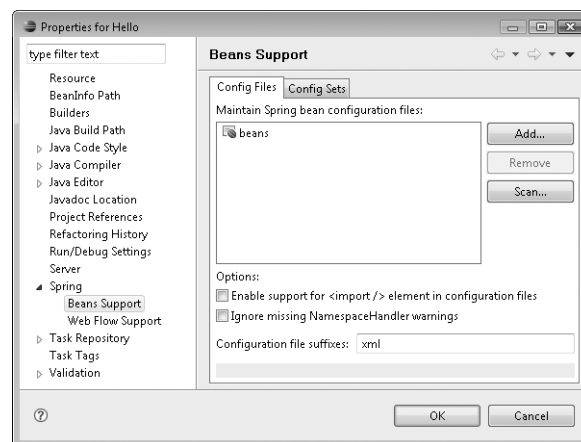 Properties for Hello
type filter text
Resource
BeanInfo Path
Builders
Java Build Path
Java Code Style
Java Compiler
Java Editor
Javadoc Location
Project References
Refactoring History
Run/Debug Settings
Server
Spring
Beans Support
Web Flow Support
Task Repository
Task Tags
Validation
Beans Support
Config Files
Config Sets
Maintain Spring bean configuration files:
beans
Add...
Remove
Scan...
Options:
Enable support for <import /> element in configuration files
Ignore missing NamespaceHandler warnings
Configuration file suffixes: xml
?
OK
Cancel